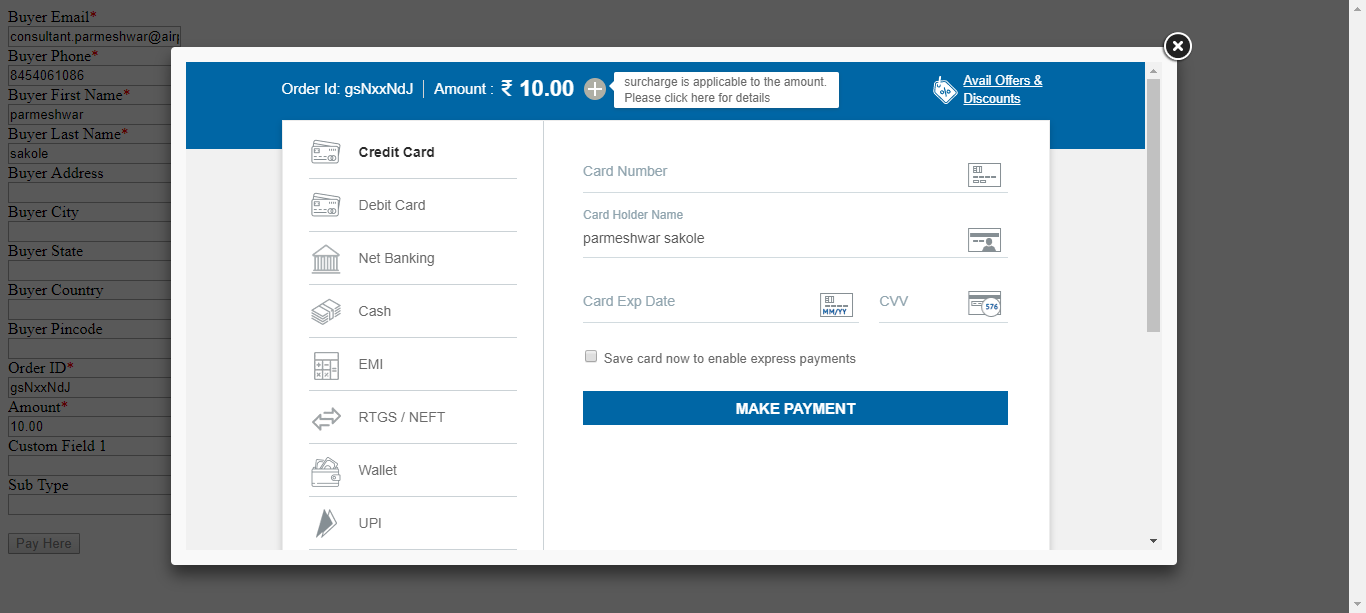 Buyer Email*
consultant.parmeshwar@air
Buyer Phone*
8454061086
Buyer First Name*
parmeshwar
Buyer Last Name*
sakole
Buyer Address
Buyer City
Buyer State
Buyer Country
Buyer Pincode
Order ID*
gsNxxNdJ
Amount*
10.00
Custom Field 1
Sub Type
Pay Here
Order Id: gsNxxNdJ Amount : ₹ 10.00
surcharge is applicable to the amount.
Please click here for details
Avail Offers &
Discounts
Credit Card
Debit Card
Net Banking
Cash
EMI
RTGS / NEFT
Wallet
UPI
Card Number
Card Holder Name
parmeshwar sakole
Card Exp Date
MM/YY
CVV
576
Save card now to enable express payments
MAKE PAYMENT